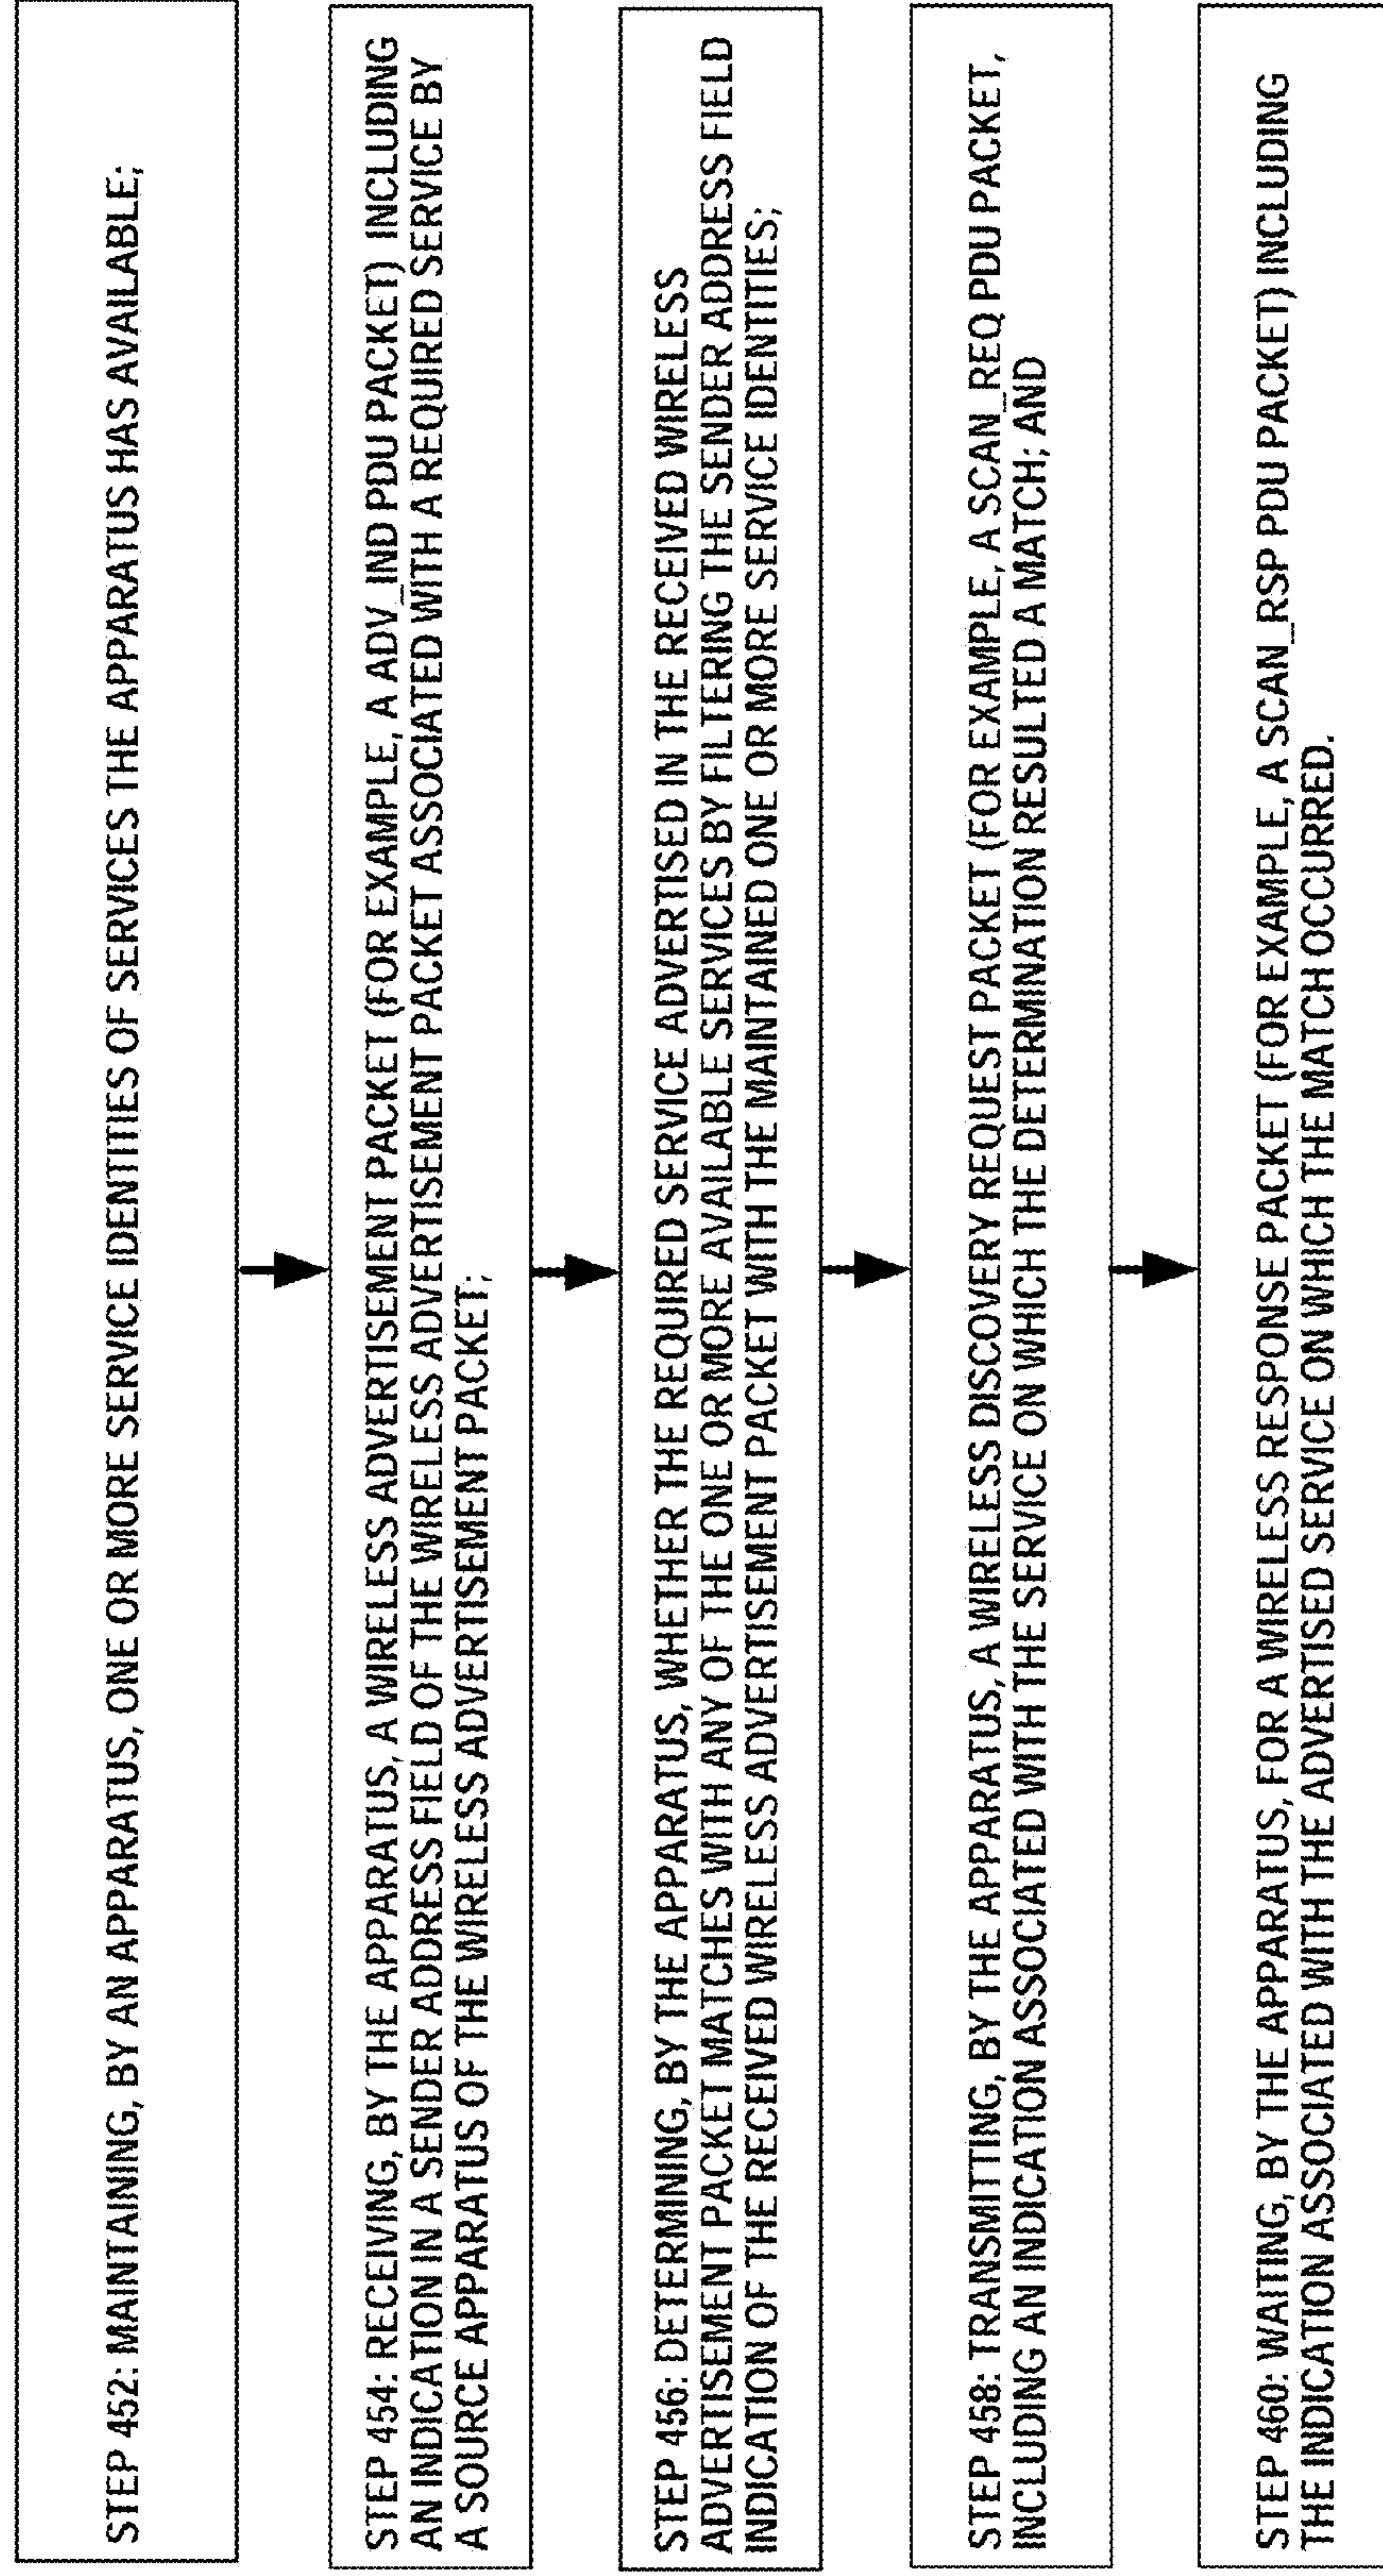 STEP 452: MAINTAINING, BY AN APPARATUS, ONE OR MORE SERVICE IDENTITIES OF SERVICES THE APPARATUS HAS AVAILABLE;
STEP 454: RECEIVING, BY THE APPARATUS, A WIRELESS ADVERTISEMENT PACKET (FOR EXAMPLE, A ADV_IND PDU PACKET) INCLUDING
AN INDICATION IN A SENDER ADDRESS FIELD OF THE WIRELESS ADVERTISEMENT PACKET ASSOCIATED WITH A REQUIRED SERVICE BY
A SOURCE APPARATUS OF THE WIRELESS ADVERTISEMENT PACKET;
STEP 456: DETERMINING, BY THE APPARATUS, WHETHER THE REQUIRED SERVICE ADVERTISED IN THE RECEIVED WIRELESS
ADVERTISEMENT PACKET MATCHES WITH ANY OF THE ONE OR MORE AVAILABLE SERVICES BY FILTERING THE SENDER ADDRESS FIELD
INDICATION OF THE RECEIVED WIRELESS ADVERTISEMENT PACKET WITH THE MAINTAINED ONE OR MORE SERVICE IDENTITIES;
STEP 458: TRANSMITTING, BY THE APPARATUS, A WIRELESS DISCOVERY REQUEST PACKET (FOR EXAMPLE, A SCAN_REQ PDU PACKET,
INCLUDING AN INDICATION ASSOCIATED WITH THE SERVICE ON WHICH THE DETERMINATION RESULTED A MATCH; AND
STEP 460: WAITING, BY THE APPARATUS, FOR A WIRELESS RESPONSE PACKET (FOR EXAMPLE, A SCAN_RSP PDU PACKET) INCLUDING
THE INDICATION ASSOCIATED WITH THE ADVERTISED SERVICE ON WHICH THE MATCH OCCURRED.